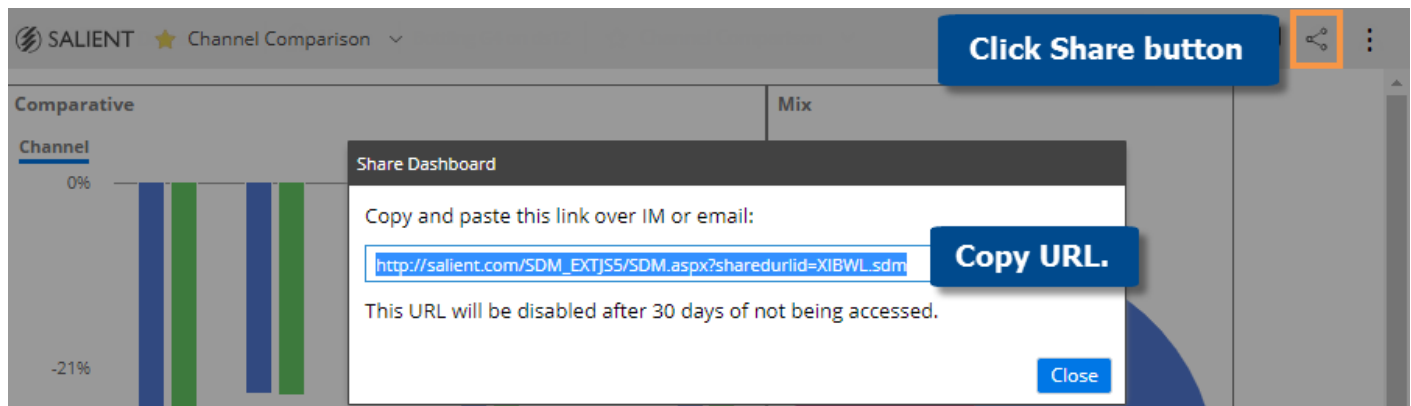 SALIENT Channel Comparison
Click Share button
Comparative
Mix
Channel
0%
-21%
Share Dashboard
Copy and paste this link over IM or email:
http://salient.com/SDM_EXTJS5/SDM.aspx?sharedurlid=XIBWL.sdm
Copy URL.
This URL will be disabled after 30 days of not being accessed.
Close